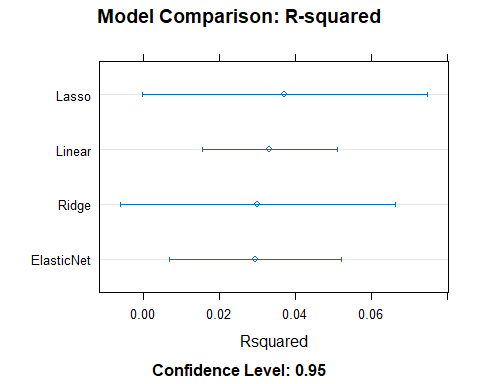 Model Comparison: R-squared
Lasso
Linear
Ridge
ElasticNet
0.00 0.02 0.04 0.06
Rsquared
Confidence Level: 0.95